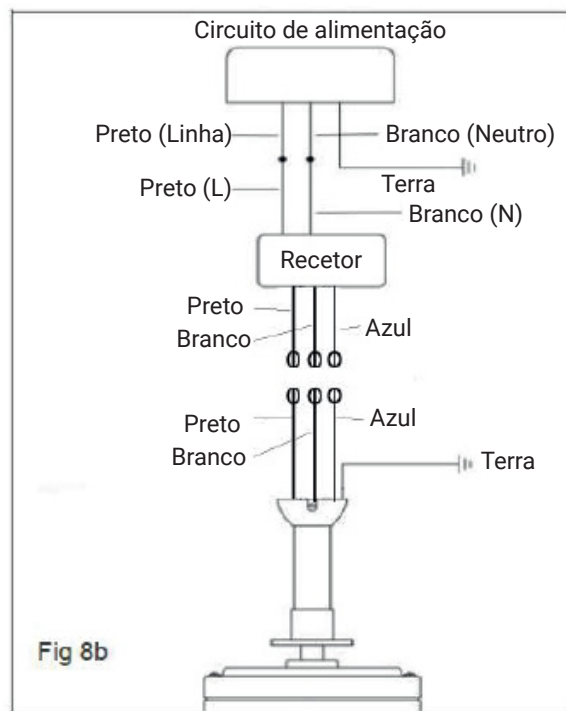 Circuito de alimentação
Preto (Linha)
Branco (Neutro)
Preto (L)
Terra
Branco (N)
Recetor
Preto
Branco
Azul
Preto
Azul
Branco
Terra
Fig 8b